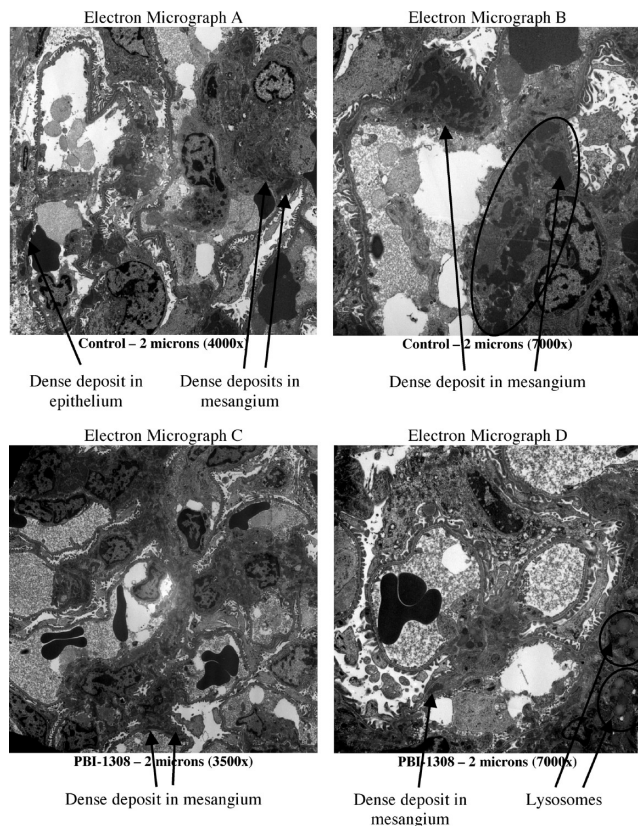 Electron Micrograph A
Electron Micrograph B
Control – 2 microns (4000x)
Control – 2 microns (7000x)
Dense deposit in
epithelium
Dense deposits in
mesangium
Dense deposit in mesangium
Electron Micrograph C
Electron Micrograph D
PBI-1308 – 2 microns (3500x)
PBI-1308 – 2 microns (7000x)
Dense deposit in mesangium
Dense deposit in
mesangium
Lysosomes